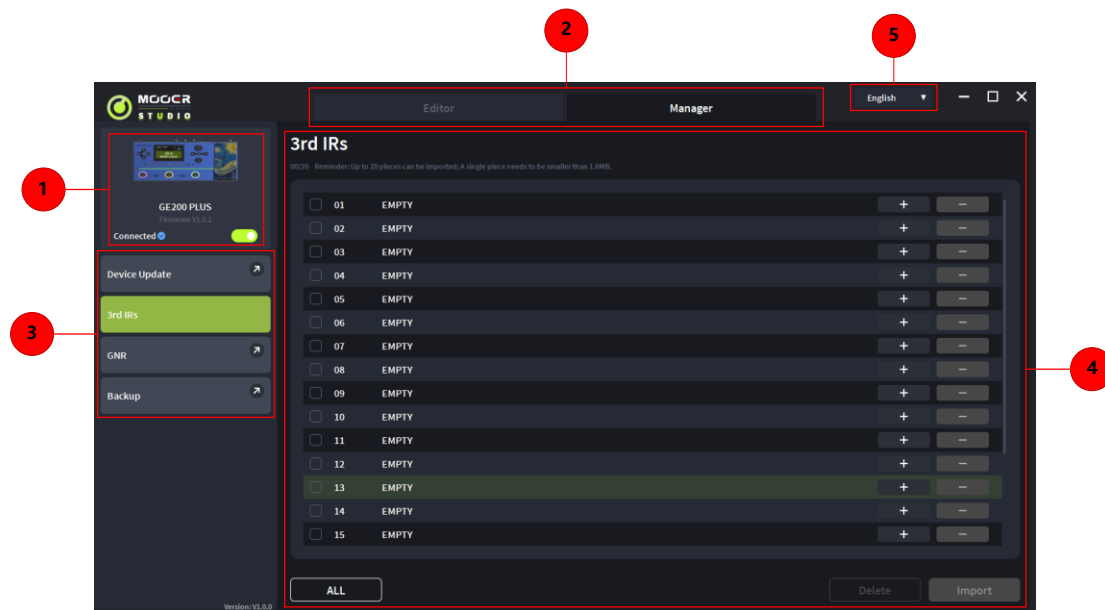 2
5
MOOER
STUDIO
Editor
Manager
English
3rd IRs
00/20 Reminder: Up to 20 pieces can be imported; A single piece needs to be smaller than 1.6MB.
1
GE200 PLUS
Firmware V1.0.2
Connected
01 EMPTY + −
02 EMPTY + −
03 EMPTY + −
Device Update
04 EMPTY + −
05 EMPTY + −
3rd IRs
06 EMPTY + −
3
07 EMPTY + −
GNR
08 EMPTY + −
4
09 EMPTY + −
Backup
10 EMPTY + −
11 EMPTY + −
12 EMPTY + −
13 EMPTY + −
14 EMPTY + −
15 EMPTY + −
ALL
Delete
Import
Version: V1.0.0